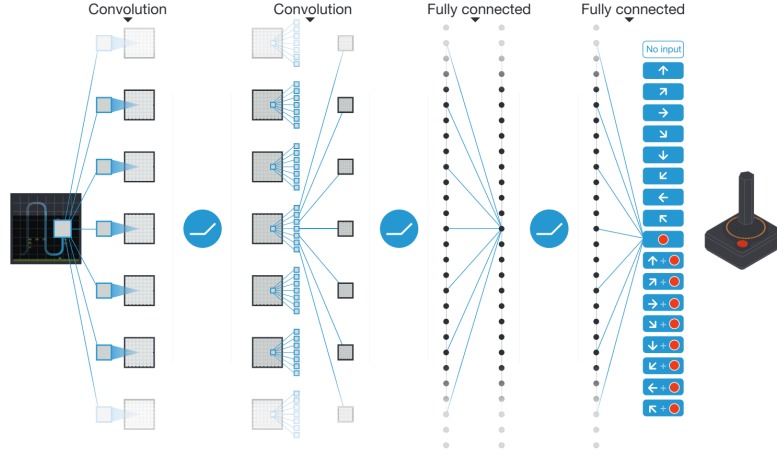 Convolution
Convolution
Fully connected
Fully connected
No input
+
+
+
+
+
+
+
+